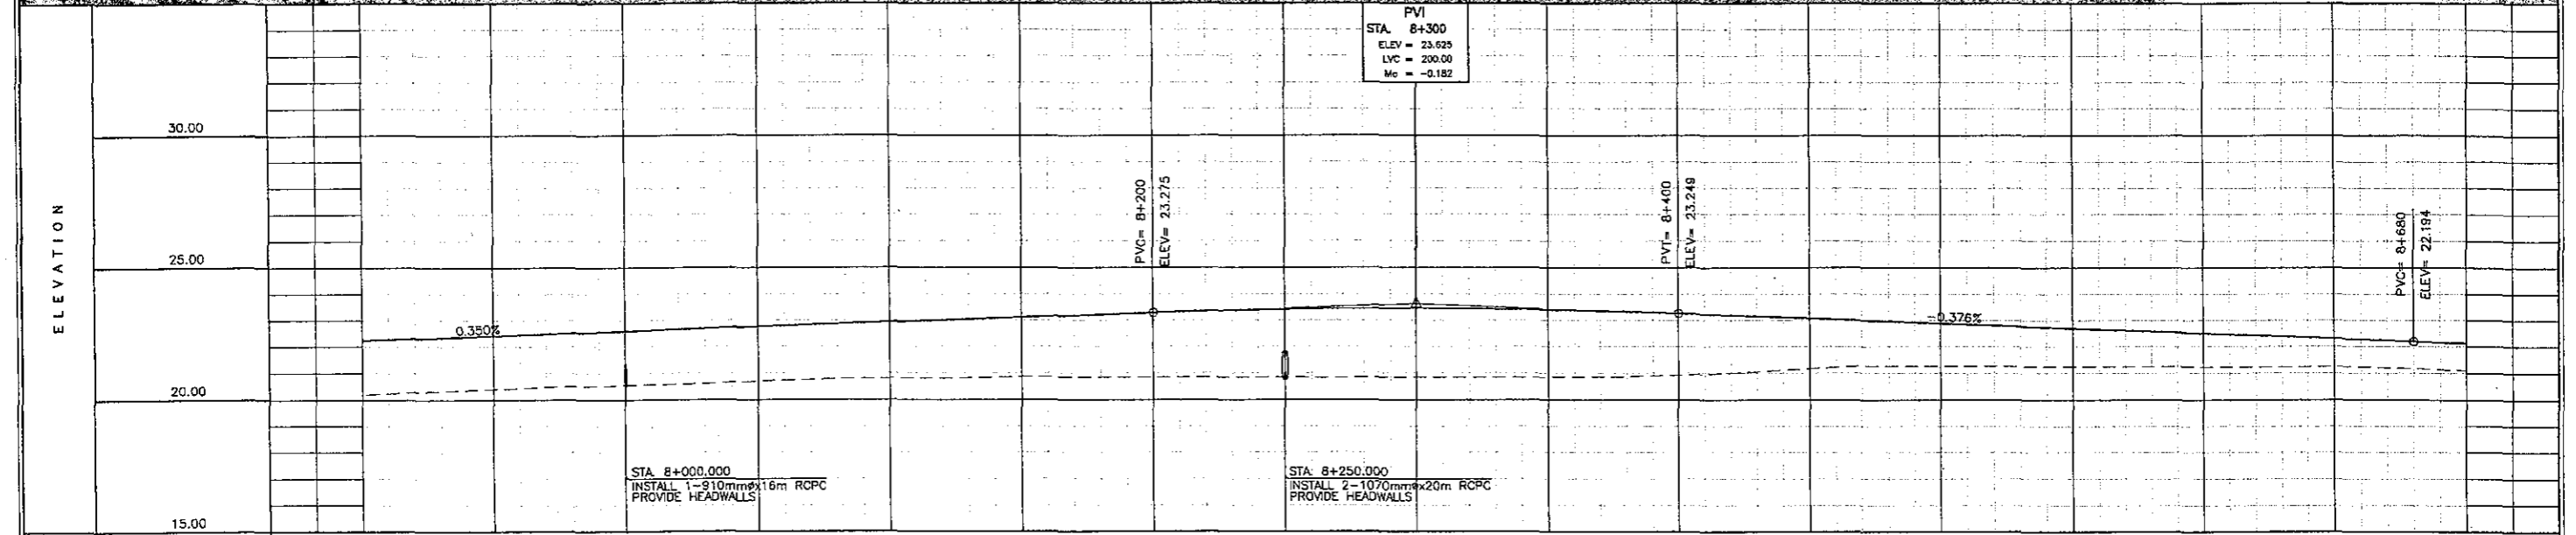 PVI
STA. 8+300
ELEV = 23.625
LVC = 200.00
Mo = -0.182
30.00
25.00
20.00
15.00
ELEVATION
PVC= 8+200
ELEV= 23.275
PVT= 8+400
ELEV= 23.249
PVC= 8+680
ELEV= 22.194
0.350%
-0.376%
STA. 8+000.000
INSTALL 1-910mmøx16m RCPC
PROVIDE HEADWALLS
STA. 8+250.000
INSTALL 2-1070mmøx20m RCPC
PROVIDE HEADWALLS